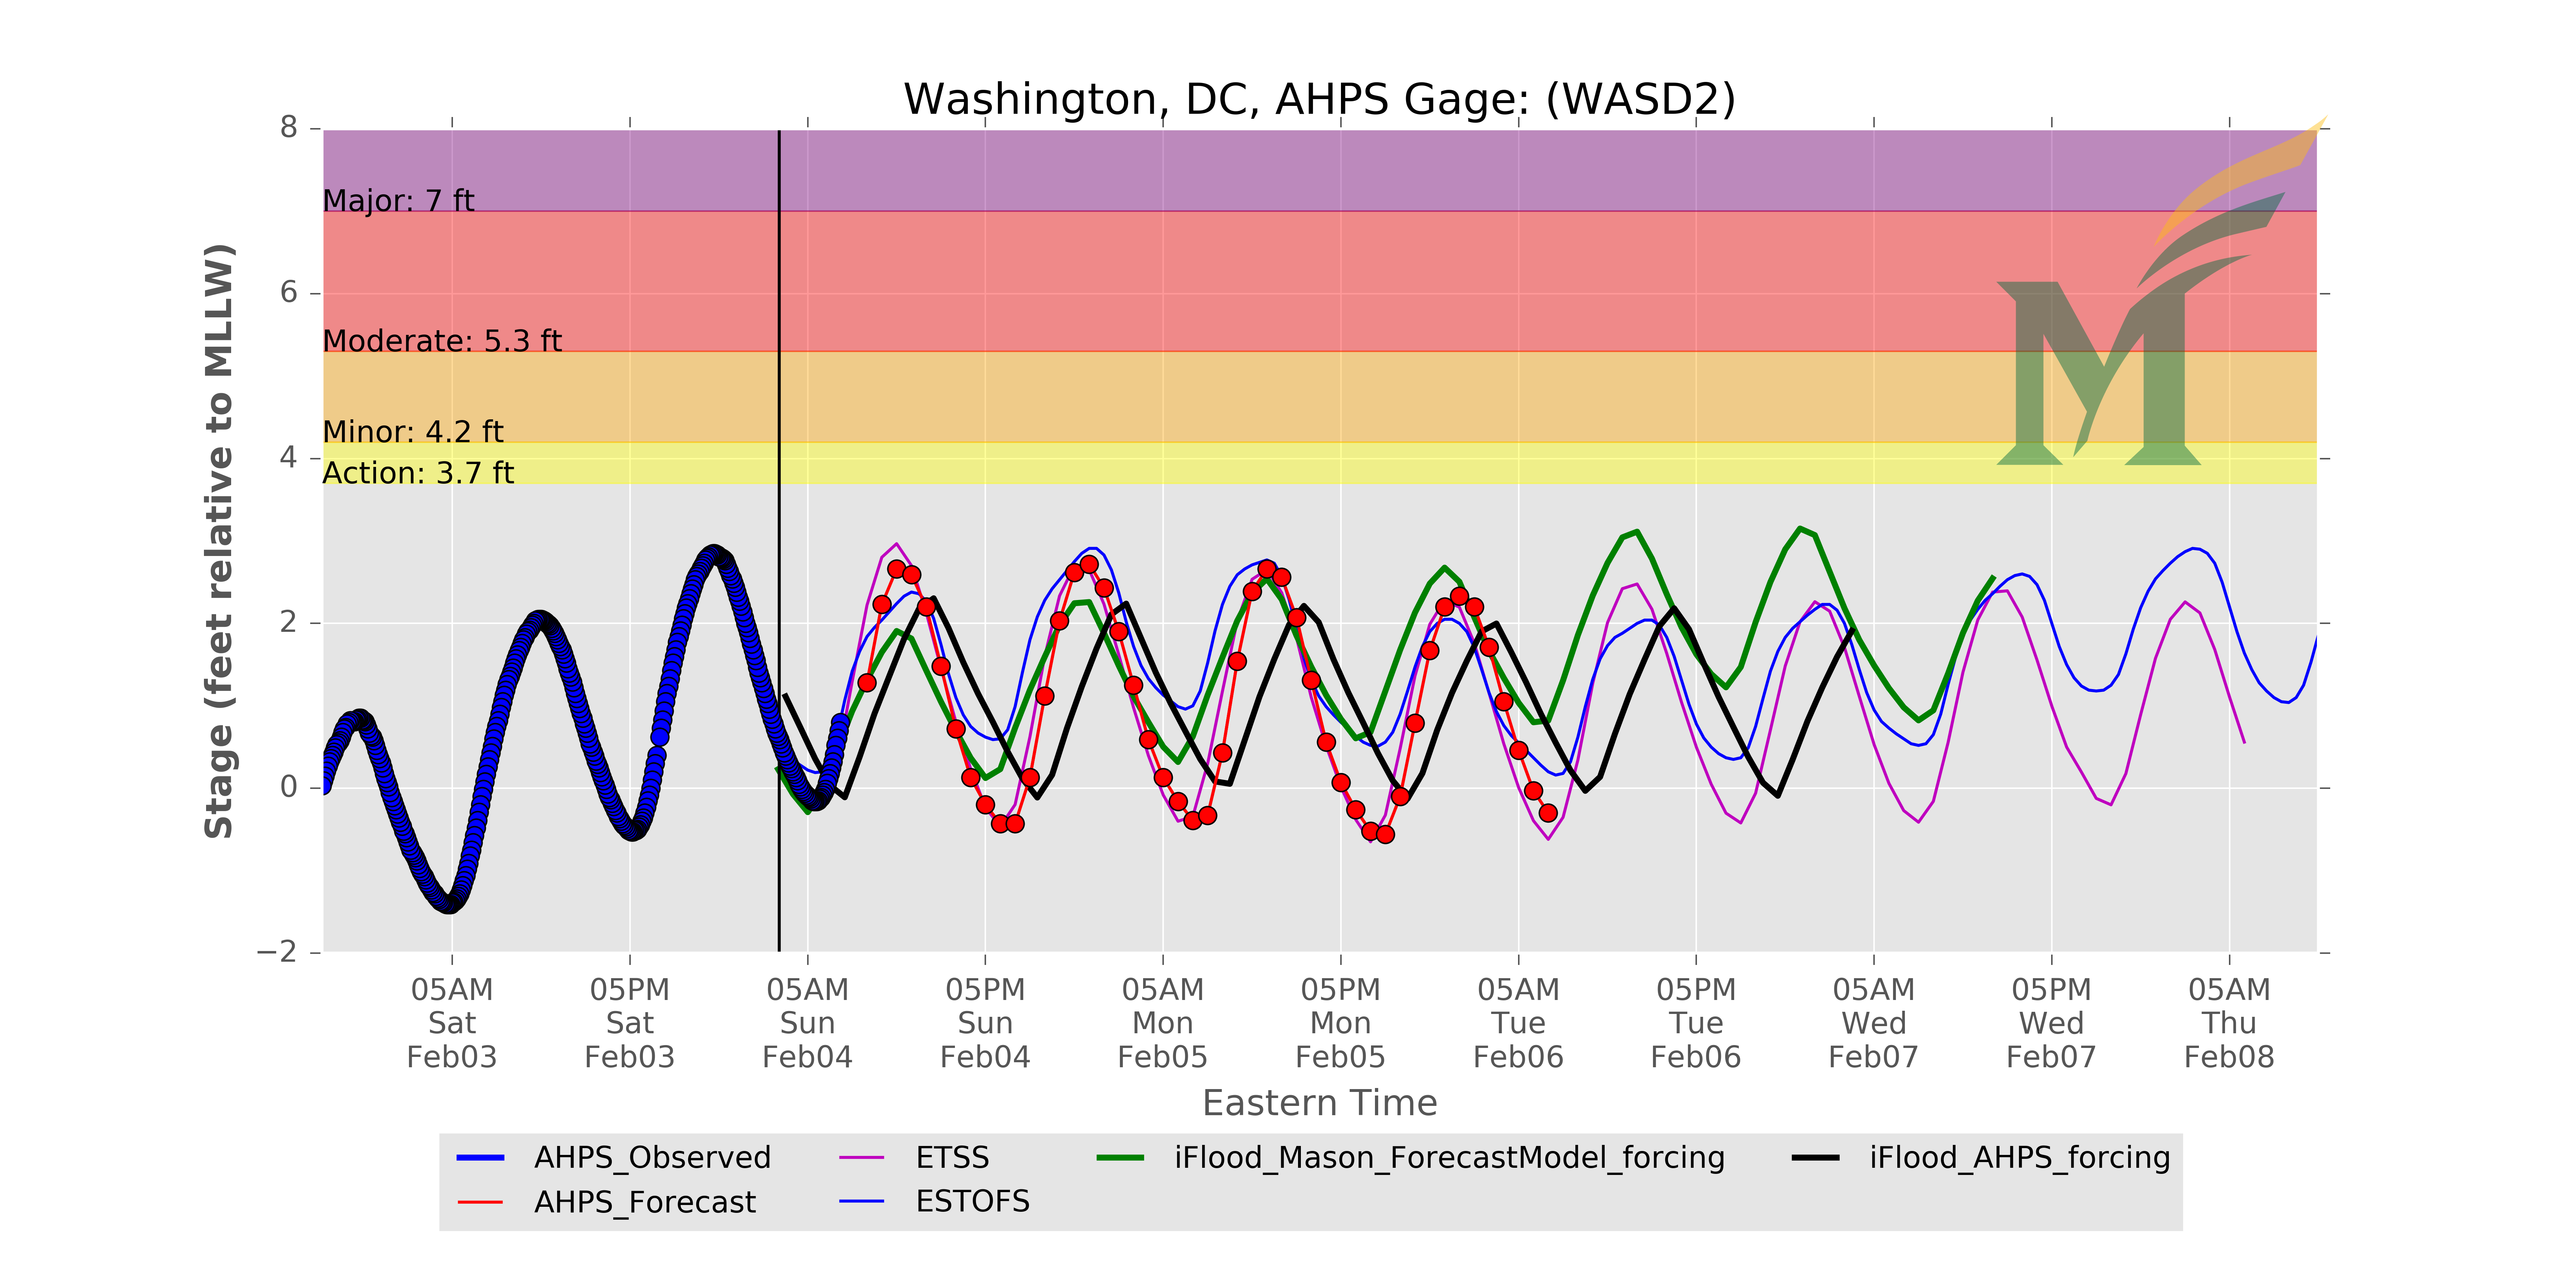 Washington, DC, AHPS Gage: (WASD2)
8
6
4
2
0
−2
Stage (feet relative to MLLW)
Major: 7 ft
Moderate: 5.3 ft
Minor: 4.2 ft
Action: 3.7 ft
M
05AM 05PM 05AM 05PM 05AM 05PM 05AM 05PM 05AM 05PM 05AM
Sat Sat Sun Sun Mon Mon Tue Tue Wed Wed Thu
Feb03 Feb03 Feb04 Feb04 Feb05 Feb05 Feb06 Feb06 Feb07 Feb07 Feb08
Eastern Time
AHPS_Observed ETSS iFlood_Mason_ForecastModel_forcing iFlood_AHPS_forcing
AHPS_Forecast ESTOFS